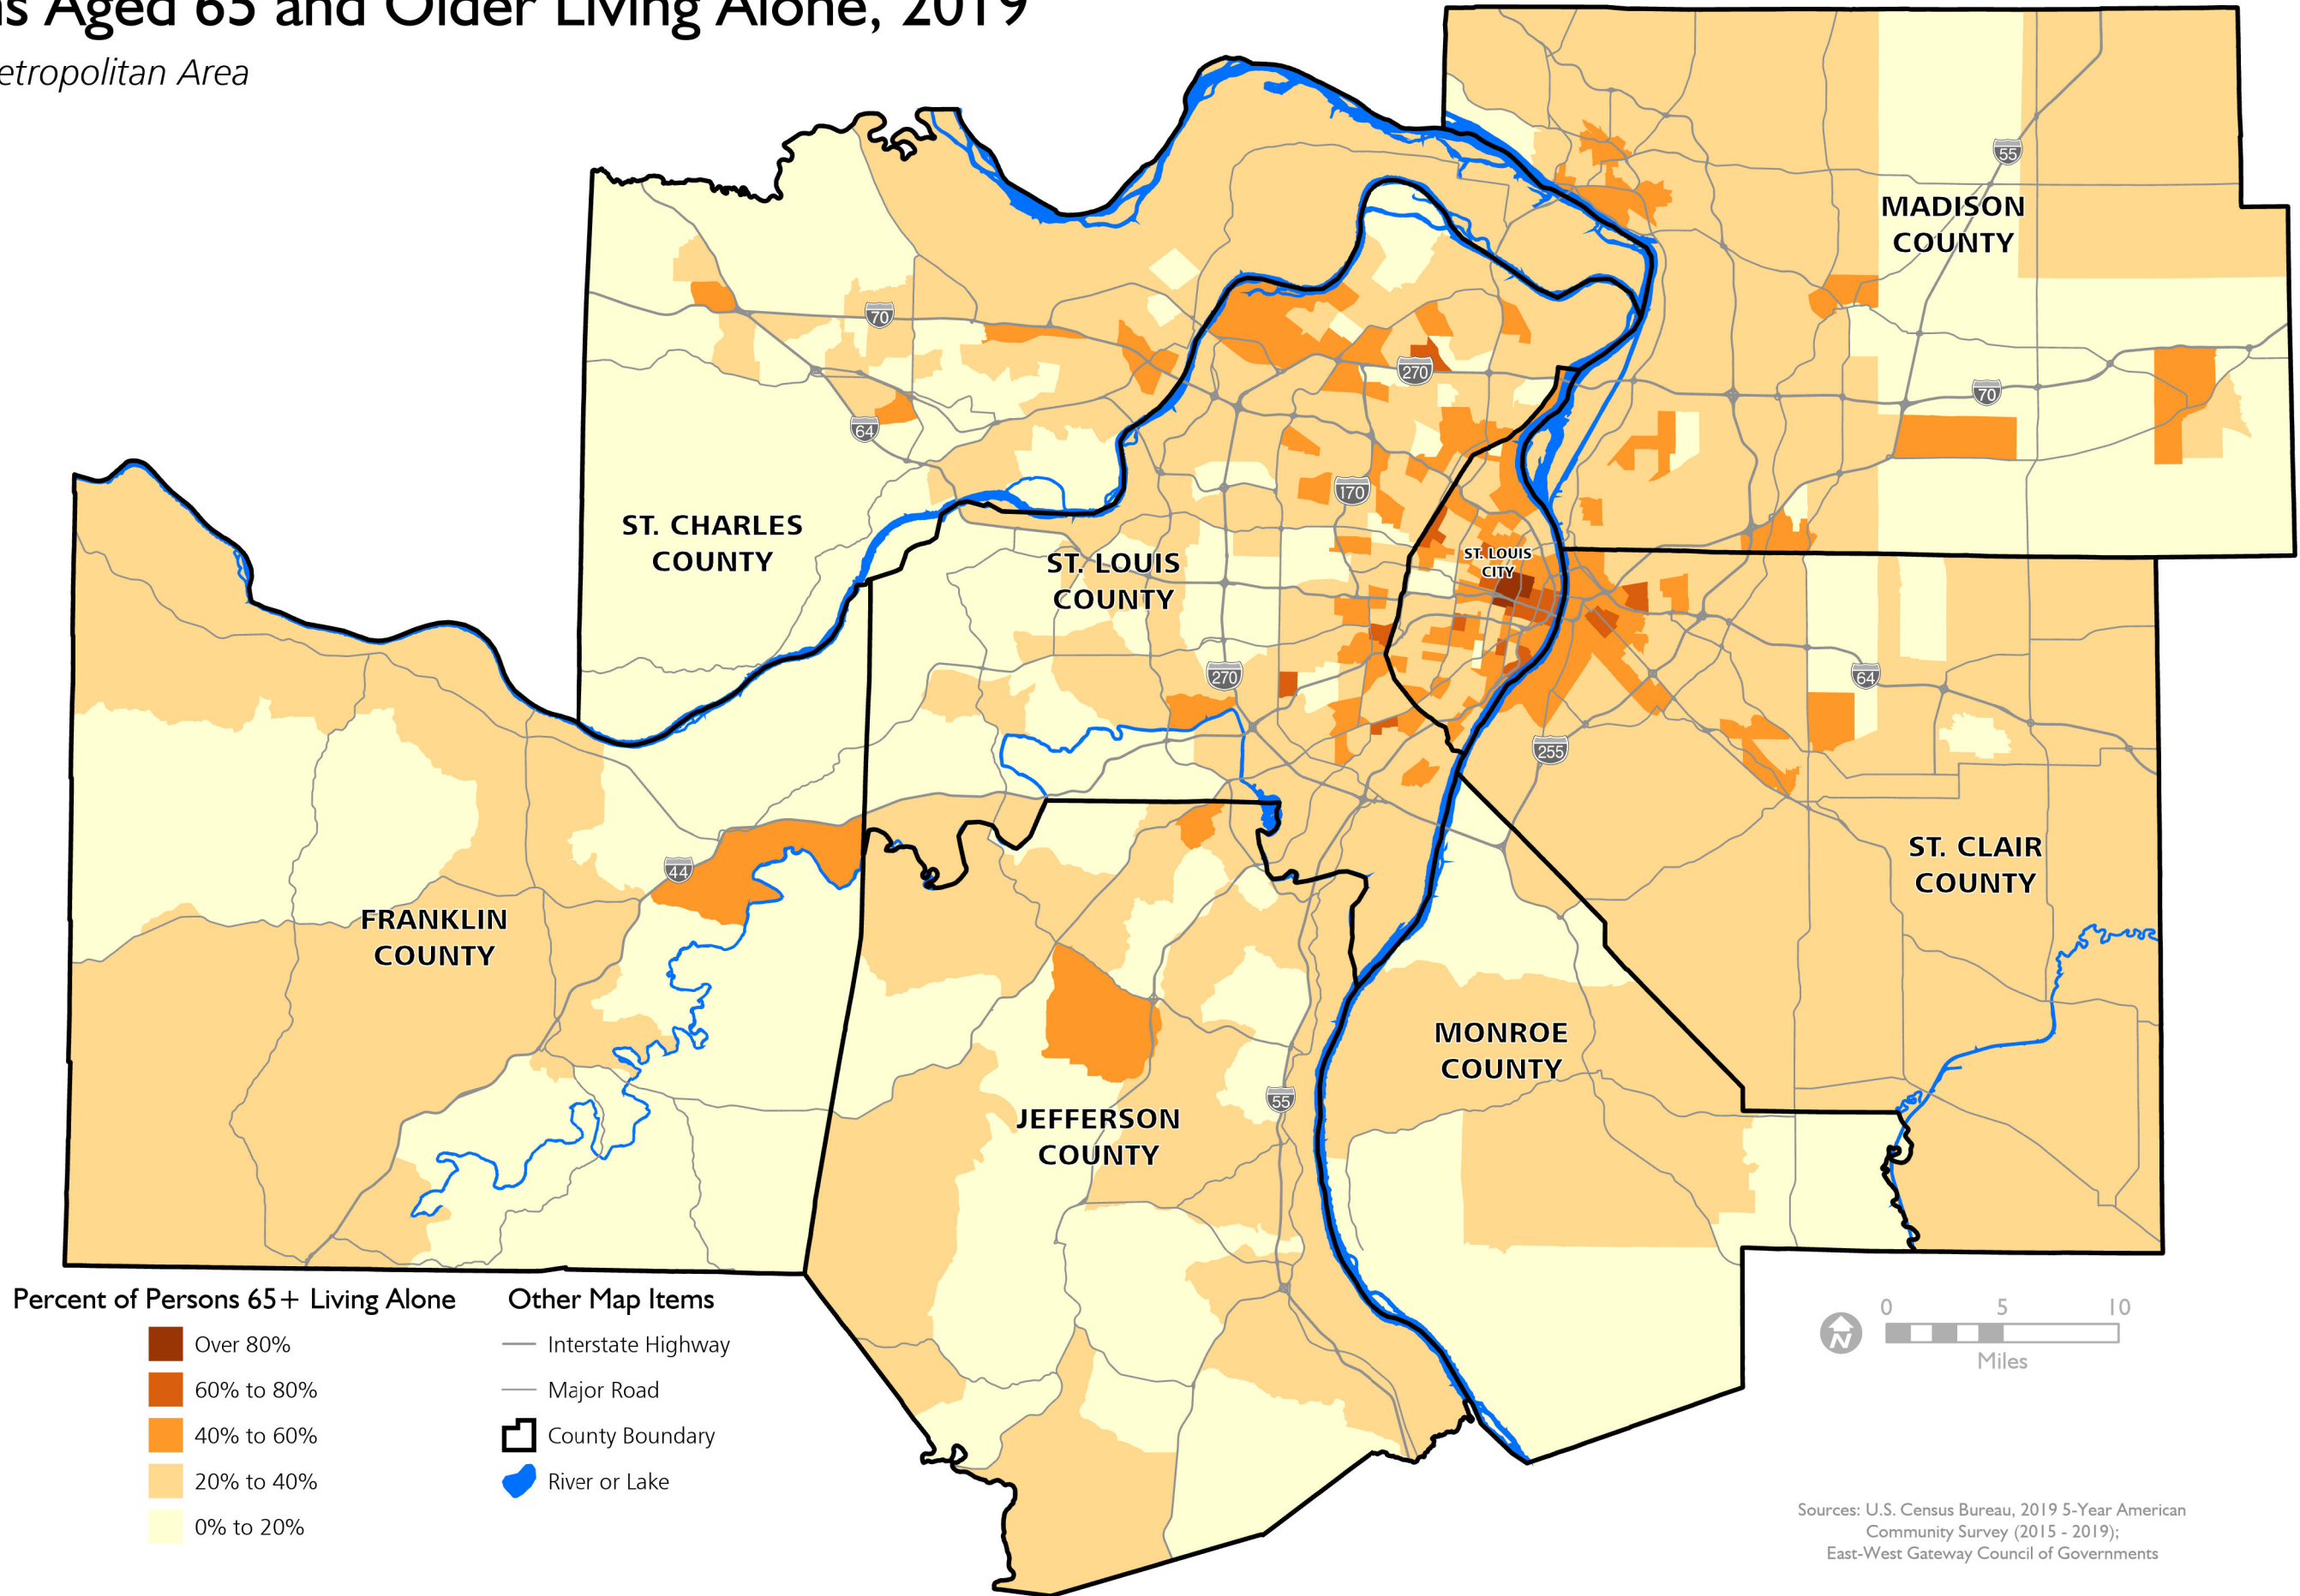 Aged 65 and Older Living Alone, 2019
Area
55
MADISON
COUNTY
70
270
70
64
170
ST. CHARLES
COUNTY
ST. LOUIS
COUNTY
ST. LOUIS
CITY
270
64
255
44
ST. CLAIR
COUNTY
FRANKLIN
COUNTY
MONROE
COUNTY
55
JEFFERSON
COUNTY
Percent of Persons 65+ Living Alone
Over 80%
60% to 80%
40% to 60%
20% to 40%
0% to 20%
Other Map Items
Interstate Highway
Major Road
County Boundary
River or Lake
N
0 5 10
Miles
Sources: U.S. Census Bureau, 2019 5-Year American
Community Survey (2015 - 2019);
East-West Gateway Council of Governments